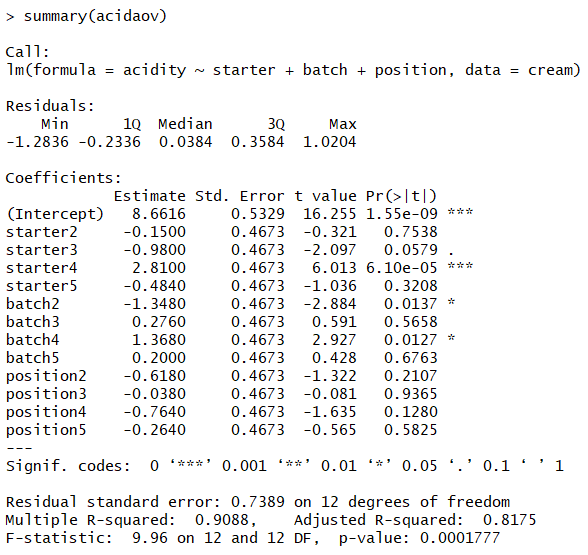 > summary(acidaov)
Call:
lm(formula = acidity ~ starter + batch + position, data = cream)
Residuals:
Min 1Q Median 3Q Max
-1.2836 -0.2336 0.0384 0.3584 1.0204
Coefficients:
Estimate Std. Error t value Pr(>|t|)
(Intercept) 8.6616 0.5329 16.255 1.55e-09 ***
starter2 -0.1500 0.4673 -0.321 0.7538
starter3 -0.9800 0.4673 -2.097 0.0579 .
starter4 2.8100 0.4673 6.013 6.10e-05 ***
starter5 -0.4840 0.4673 -1.036 0.3208
batch2 -1.3480 0.4673 -2.884 0.0137 *
batch3 0.2760 0.4673 0.591 0.5658
batch4 1.3680 0.4673 2.927 0.0127 *
batch5 0.2000 0.4673 0.428 0.6763
position2 -0.6180 0.4673 -1.322 0.2107
position3 -0.0380 0.4673 -0.081 0.9365
position4 -0.7640 0.4673 -1.635 0.1280
position5 -0.2640 0.4673 -0.565 0.5825
---
Signif. codes: 0 ‘***’ 0.001 ‘**’ 0.01 ‘*’ 0.05 ‘.’ 0.1 ‘ ’ 1
Residual standard error: 0.7389 on 12 degrees of freedom
Multiple R-squared: 0.9088, Adjusted R-squared: 0.8175
F-statistic: 9.96 on 12 and 12 DF, p-value: 0.0001777